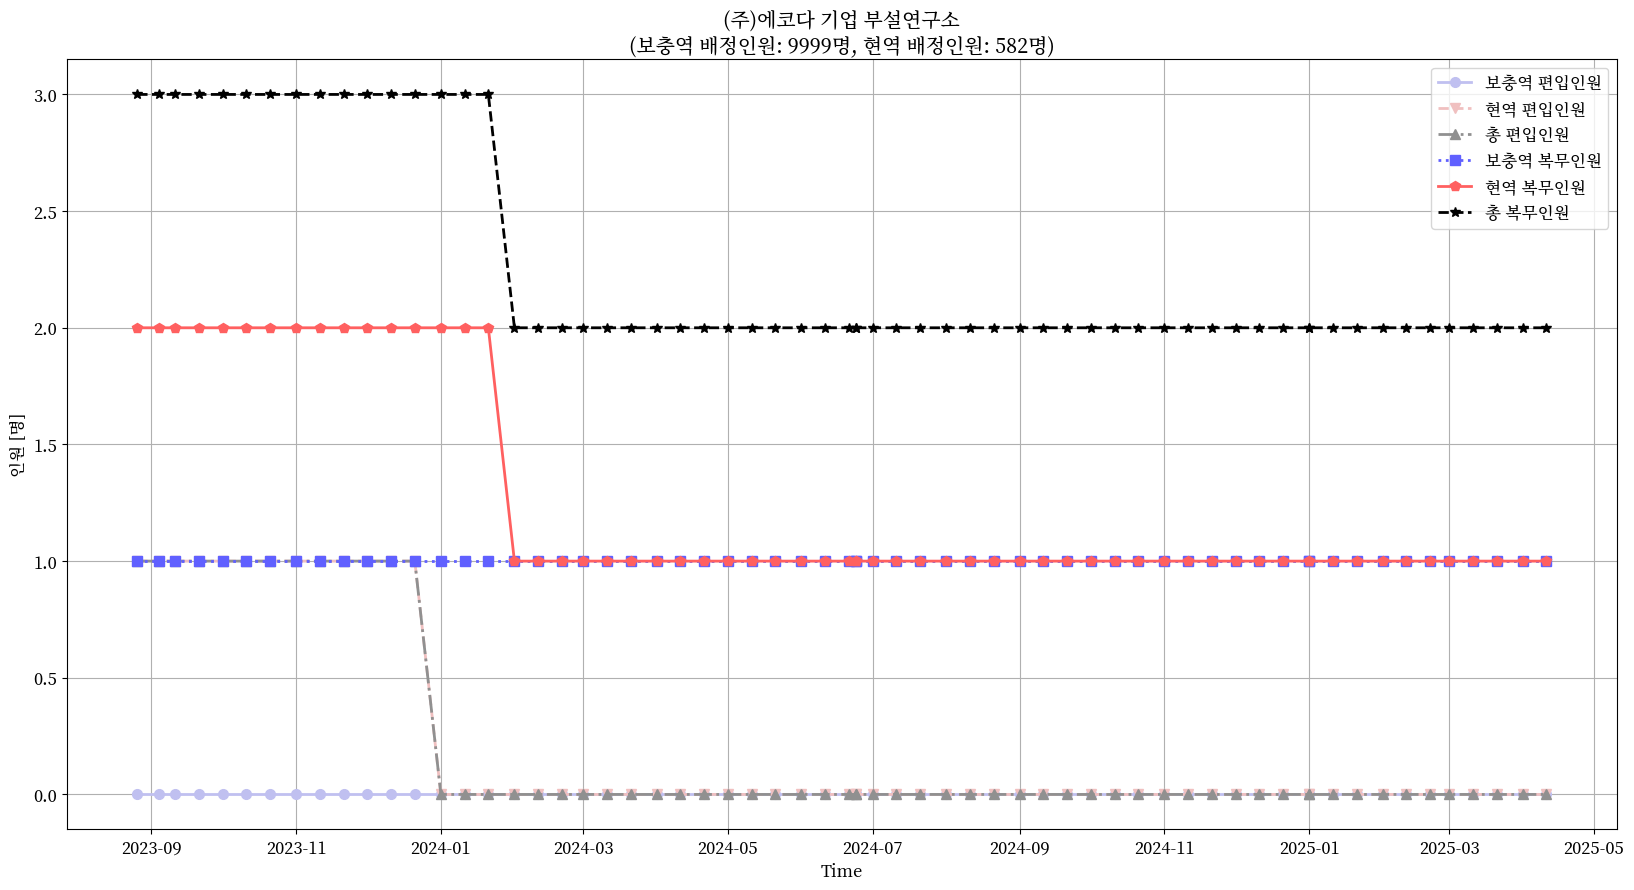 (주)에코다 기업 부설연구소
(보충역 배정인원: 9999명, 현역 배정인원: 582명)
보충역 편입인원
현역 편입인원
총 편입인원
보충역 복무인원
현역 복무인원
총 복무인원
인원 [명]
3.0
2.5
2.0
1.5
1.0
0.5
0.0
2023-09 2023-11 2024-01 2024-03 2024-05 2024-07 2024-09 2024-11 2025-01 2025-03 2025-05
Time